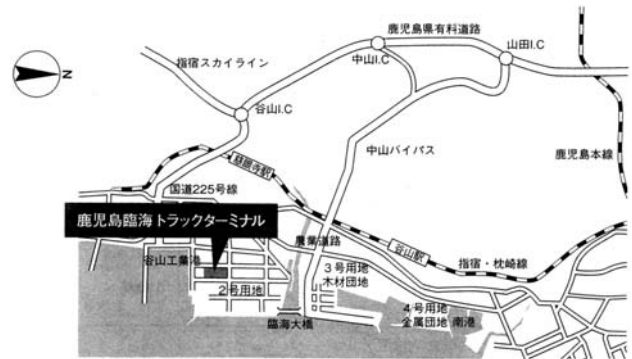 鹿児島県有料道路
山田I.C
指宿スカイライン
中山I.C
N
谷山I.C
鹿児島本線
中山バイパス
慈眼寺駅
国道225号線
鹿児島臨海トラックターミナル
産業道路
谷山駅
谷山工業港
指宿・枕崎線
3号用地
木材団地
2号用地
4号用地
金属団地 南港
臨海大橋